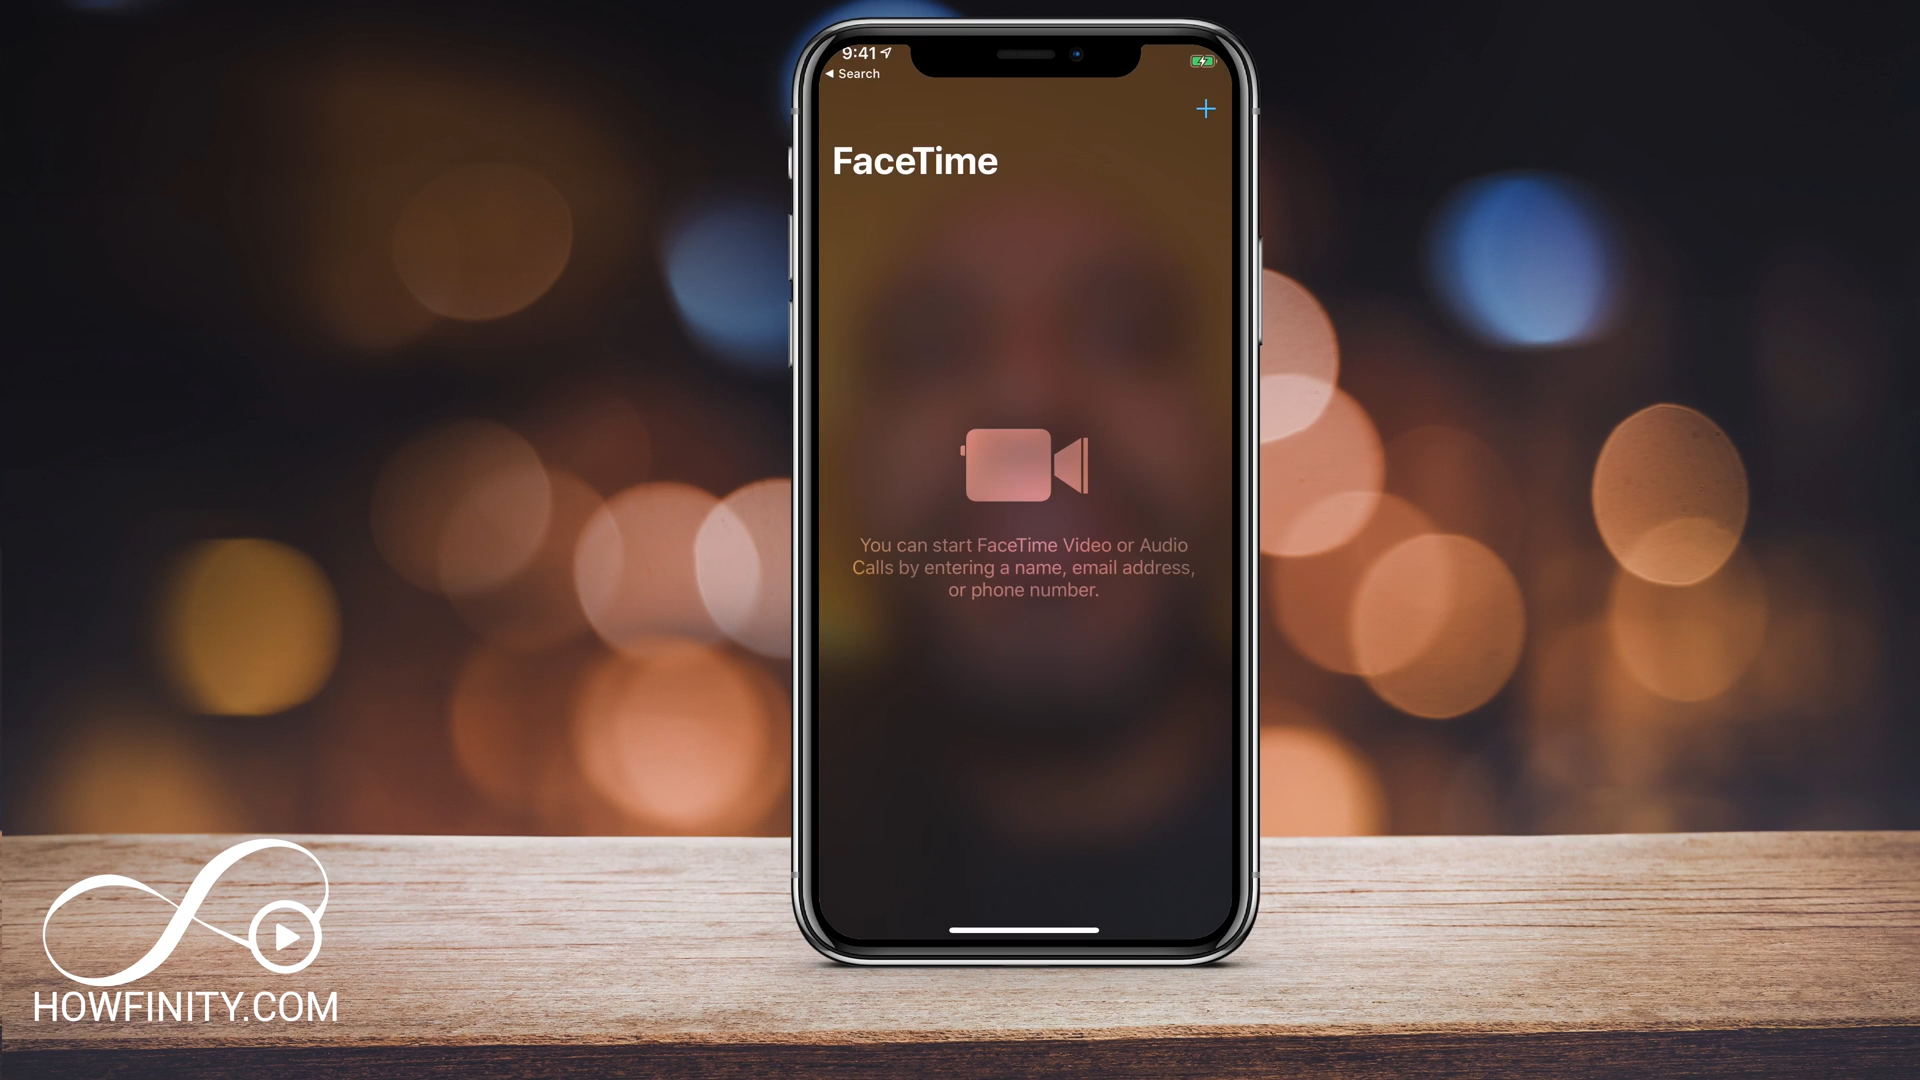 9:41
Search
FaceTime
You can start FaceTime Video or Audio
Calls by entering a name, email address,
or phone number.
HOWFINITY.COM